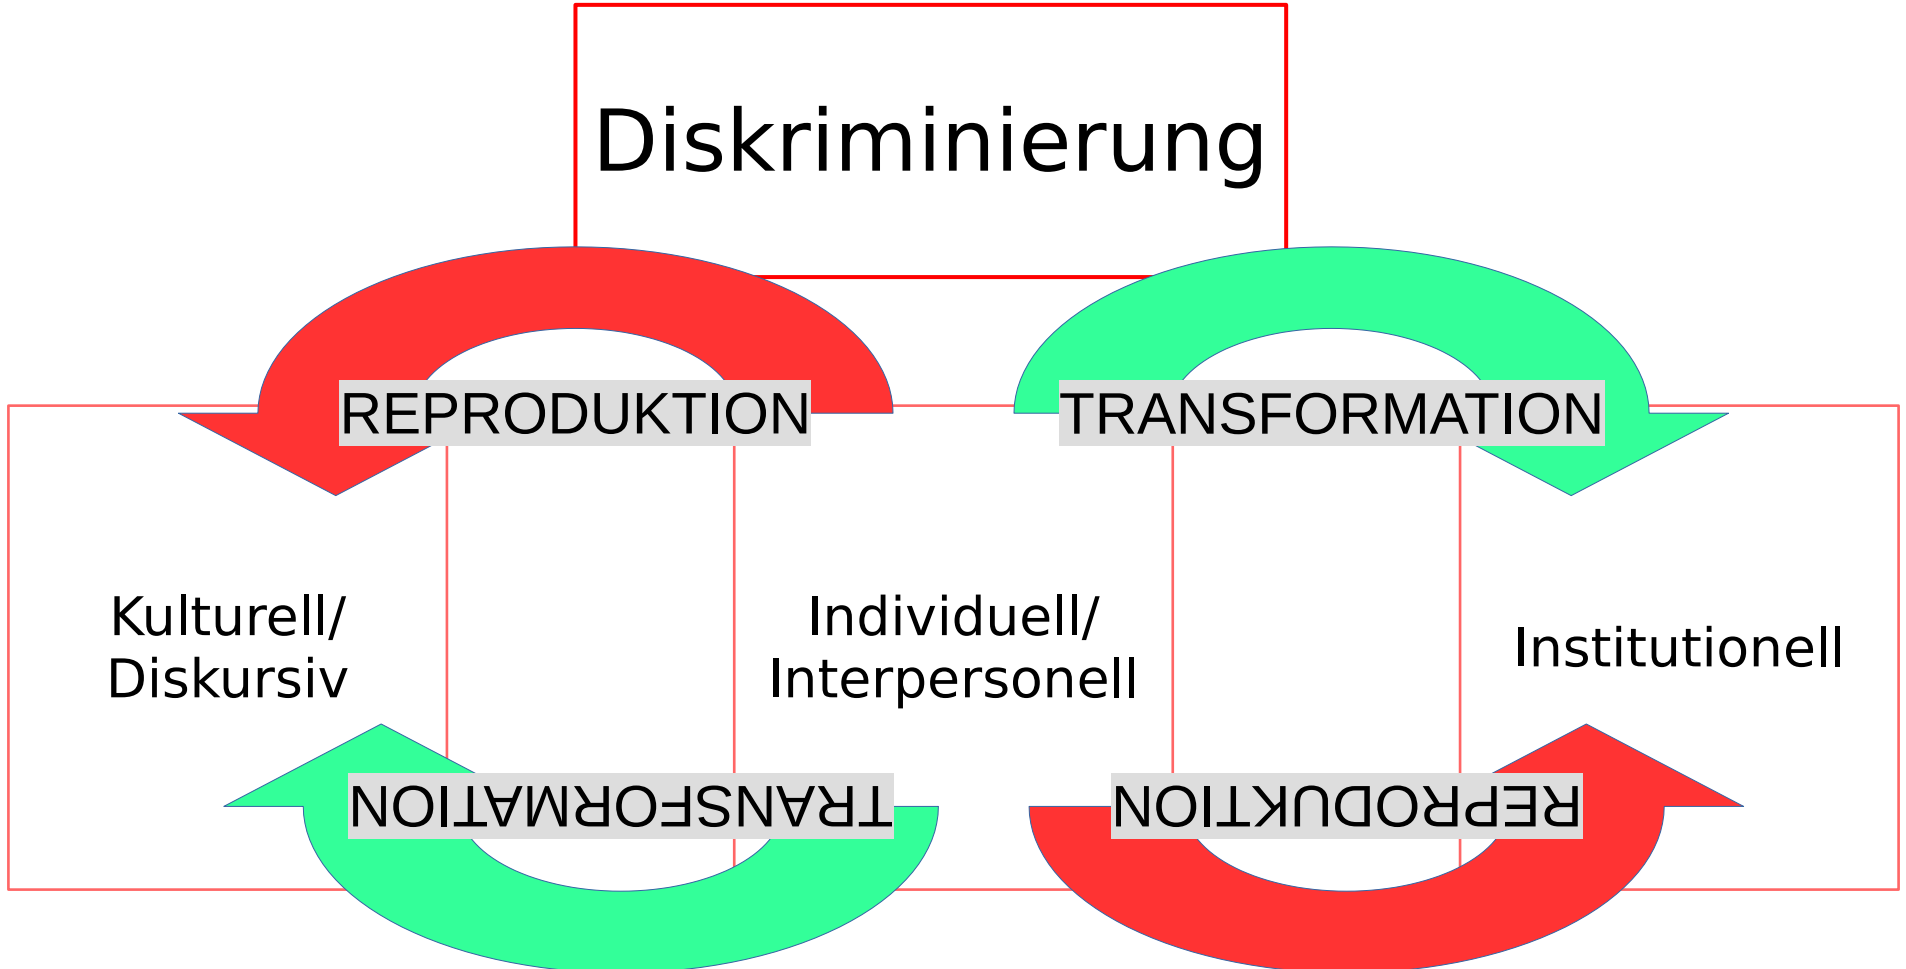 Diskriminierung
REPRODUKTION
TRANSFORMATION
Kulturell/
Diskursiv
Individuell/
Interpersonell
Institutionell
TRANSFORMATION
REPRODUKTION